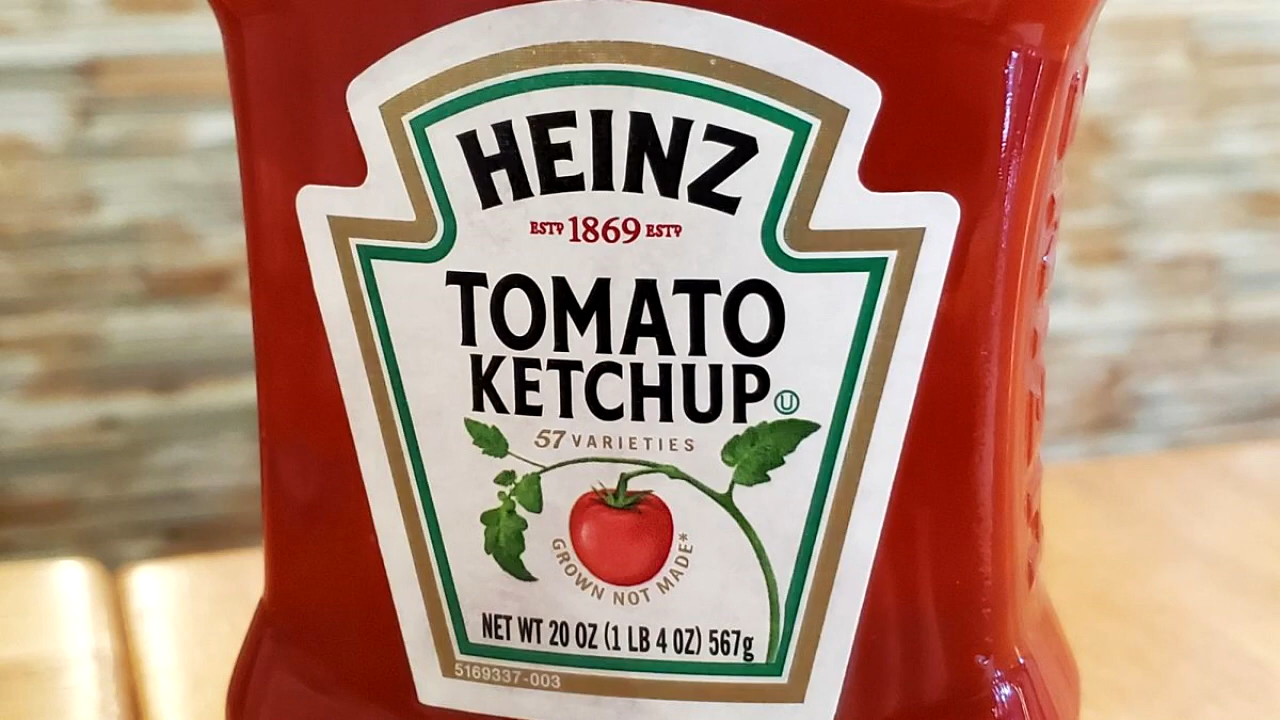 HEINZ
ESTD 1869 ESTD
TOMATO
KETCHUP
U
57 VARIETIES
GROWN NOT MADE*
NET WT 20 OZ (1 LB 4 OZ) 567g
5169337-003